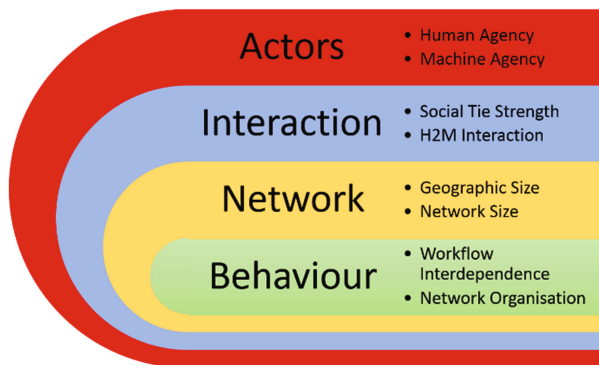 Actors
• Human Agency
• Machine Agency
Interaction
• Social Tie Strength
• H2M Interaction
Network
• Geographic Size
• Network Size
Behaviour
• Workflow
Interdependence
• Network Organisation